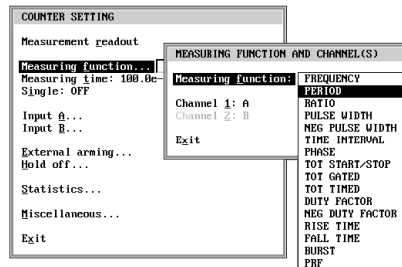 COUNTER SETTING
Measurement readout
Measuring function...
Measuring time: 100.0e-
Single: OFF
Input A...
Input B...
External arming...
Hold off...
Statistics...
Miscellaneous...
Exit
MEASURING FUNCTION AND CHANNEL(S)
Measuring function:
Channel 1: A
Channel 2: B
Exit
FREQUENCY
PERIOD
RATIO
PULSE WIDTH
NEG PULSE WIDTH
TIME INTERVAL
PHASE
TOT START/STOP
TOT GATED
TOT TIMED
DUTY FACTOR
NEG DUTY FACTOR
RISE TIME
FALL TIME
BURST
PRF